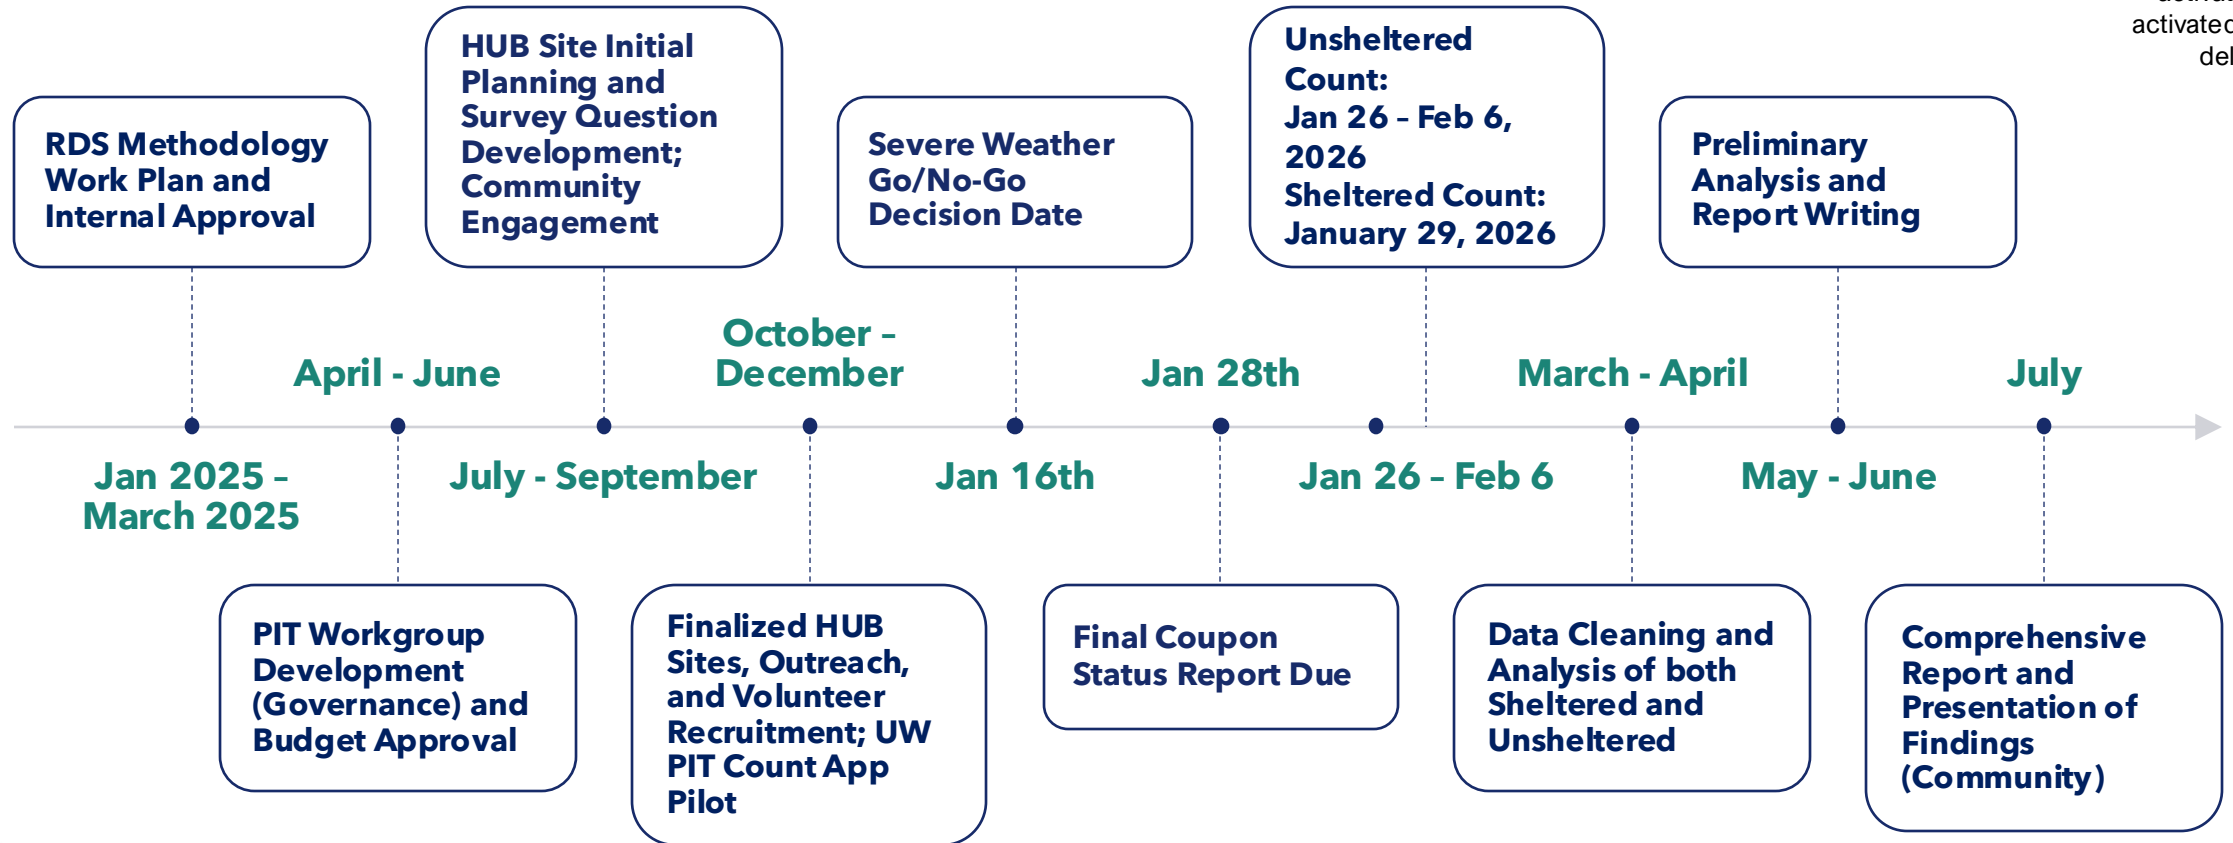 activated
del
RDS Methodology
Work Plan and
Internal Approval
HUB Site Initial
Planning and
Survey Question
Development;
Community
Engagement
Severe Weather
Go/No-Go
Decision Date
Unsheltered
Count:
Jan 26 – Feb 6,
2026
Sheltered Count:
January 29, 2026
Preliminary
Analysis and
Report Writing
April - June
October –
December
Jan 28th
March - April
July
Jan 2025 –
March 2025
July - September
Jan 16th
Jan 26 – Feb 6
May - June
PIT Workgroup
Development
(Governance) and
Budget Approval
Finalized HUB
Sites, Outreach,
and Volunteer
Recruitment; UW
PIT Count App
Pilot
Final Coupon
Status Report Due
Data Cleaning and
Analysis of both
Sheltered and
Unsheltered
Comprehensive
Report and
Presentation of
Findings
(Community)